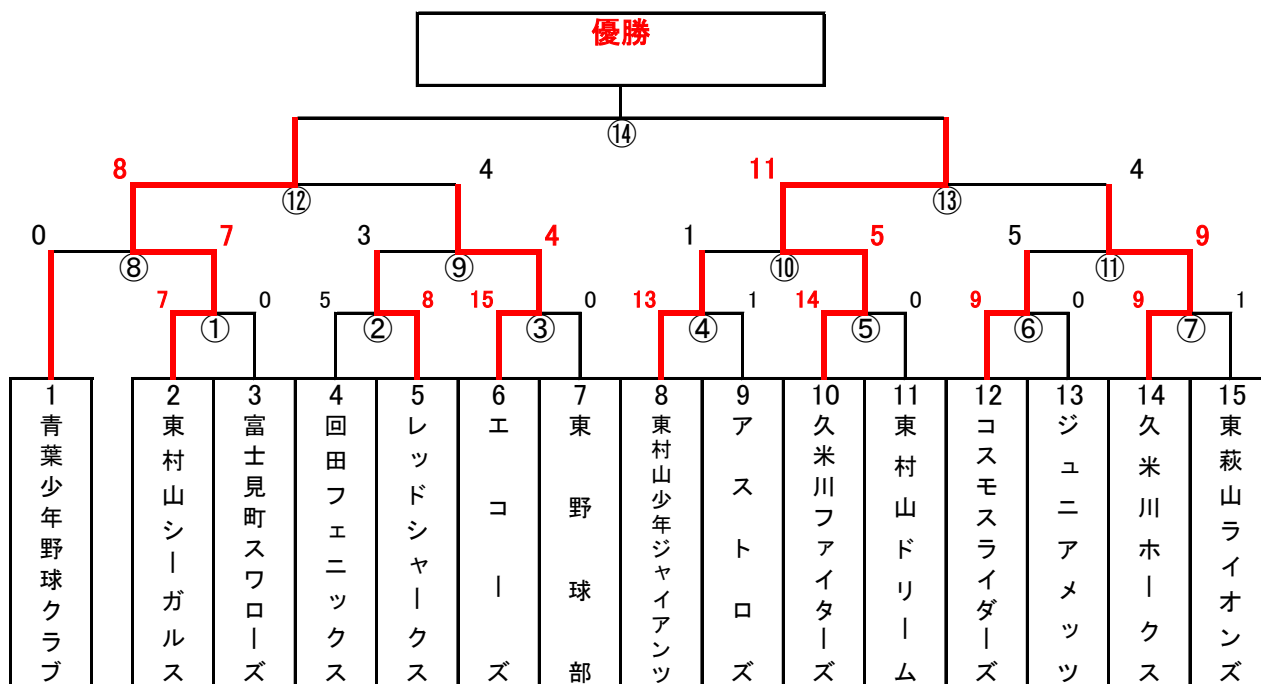 優勝
⑭
8 4 11 4
⑫ ⑬
0 7 3 4 1 5 5 9
⑧ ⑨ ⑩ ⑪
7 0 5 8 15 0 13 1 14 0 9 0 9 1
① ② ③ ④ ⑤ ⑥ ⑦
1 2 3 4 5 6 7 8 9 10 11 12 13 14 15
青葉少年野球クラブ
東村山シーガルス
富士見町スワローズ
回田フェニックス
レッドシャークス
エコーズ
東野球部
東村山少年ジャイアンツ
アストロズ
久米川ファイターズ
東村山ドリーム
コスモスライダーズ
ジュニアメッツ
久米川ホークス
東萩山ライオンズ